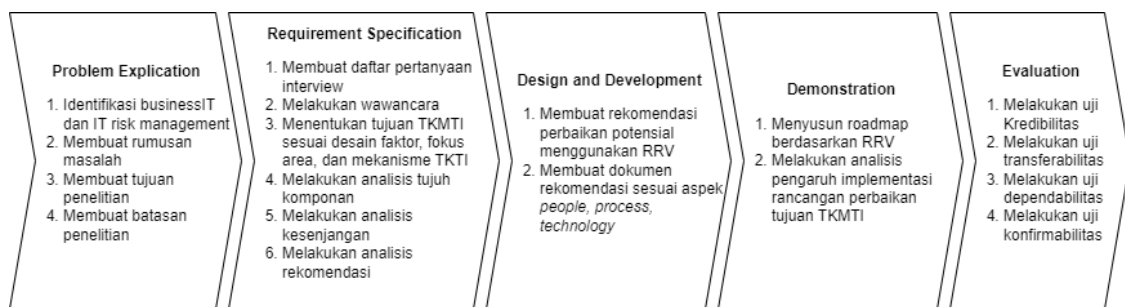 Problem Explication
1. Identifikasi businessIT
dan IT risk management
2. Membuat rumusan
masalah
3. Membuat tujuan
penelitian
4. Membuat batasan
penelitian
Requirement Specification
1. Membuat daftar pertanyaan
interview
2. Melakukan wawancara
3. Menentukan tujuan TKMTI
sesuai desain faktor, fokus
area, dan mekanisme TKTI
4. Melakukan analisis tujuh
komponan
5. Melakukan analisis
kesenjangan
6. Melakukan analisis
rekomendasi
Design and Development
1. Membuat rekomendasi
perbaikan potensial
menggunakan RRV
2. Membuat dokumen
rekomendasi sesuai aspek
people, process,
technology
Demonstration
1. Menyusun roadmap
berdasarkan RRV
2. Melakukan analisis
pengaruh implementasi
rancangan perbaikan
tujuan TKMTI
Evaluation
1. Melakukan uji
Kredibilitas
2. Melakukan uji
transferabilitas
3. Melakukan uji
dependabilitas
4. Melakukan uji
konfirmabilitas